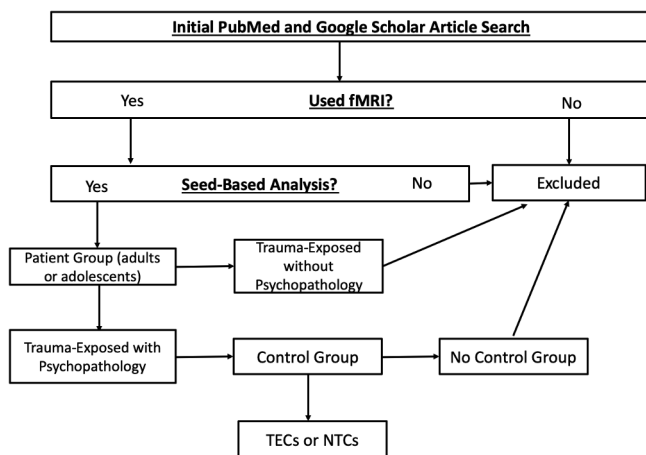 Initial PubMed and Google Scholar Article Search
Yes Used fMRI? No
Yes Seed-Based Analysis? No
Excluded
Patient Group (adults
or adolescents)
Trauma-Exposed
without
Psychopathology
Trauma-Exposed with
Psychopathology
Control Group
No Control Group
TECs or NTCs